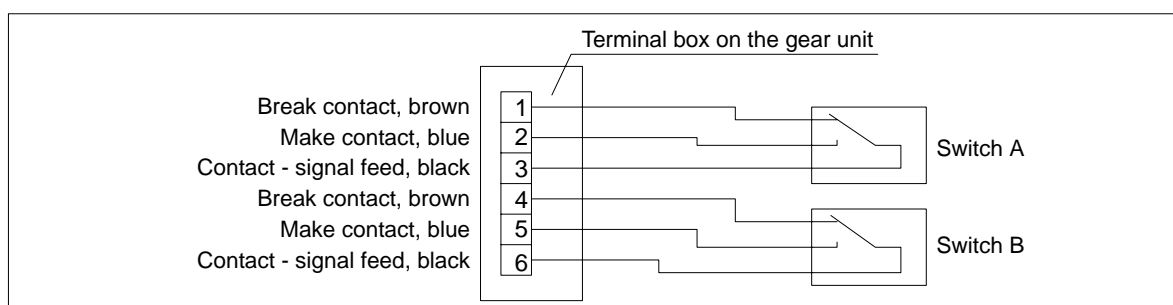 Terminal box on the gear unit
Break contact, brown 1
Make contact, blue 2
Contact - signal feed, black 3
Switch A
Break contact, brown 4
Make contact, blue 5
Switch B
Contact - signal feed, black 6